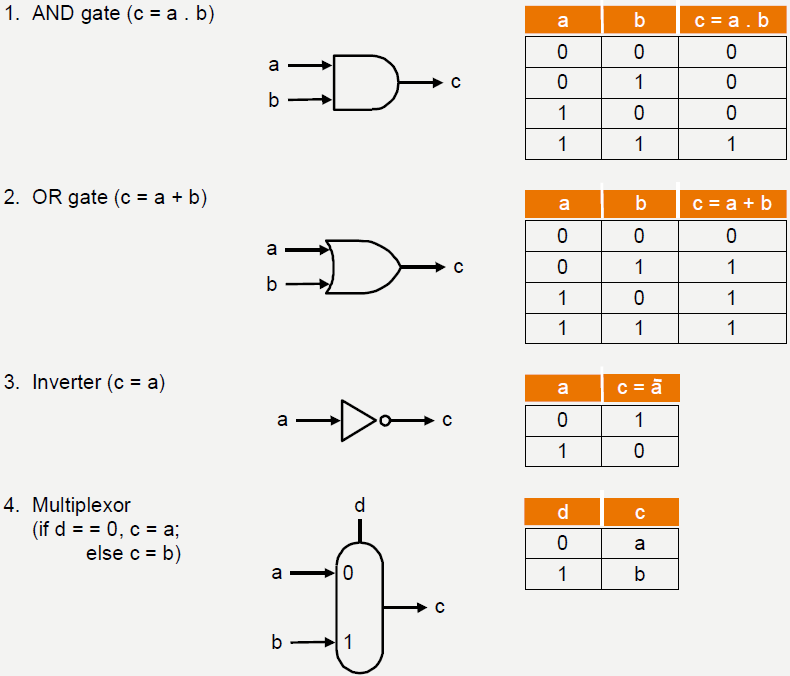 1. AND gate (c = a . b)
a
b
c
a b c = a . b
0 0 0
0 1 0
1 0 0
1 1 1
2. OR gate (c = a + b)
a
b
c
a b c = a + b
0 0 0
0 1 1
1 0 1
1 1 1
3. Inverter (c = a)
a
c
a c = ã
0 1
1 0
4. Multiplexor
(if d = = 0, c = a;
else c = b)
d
a 0
c
b 1
d c
0 a
1 b